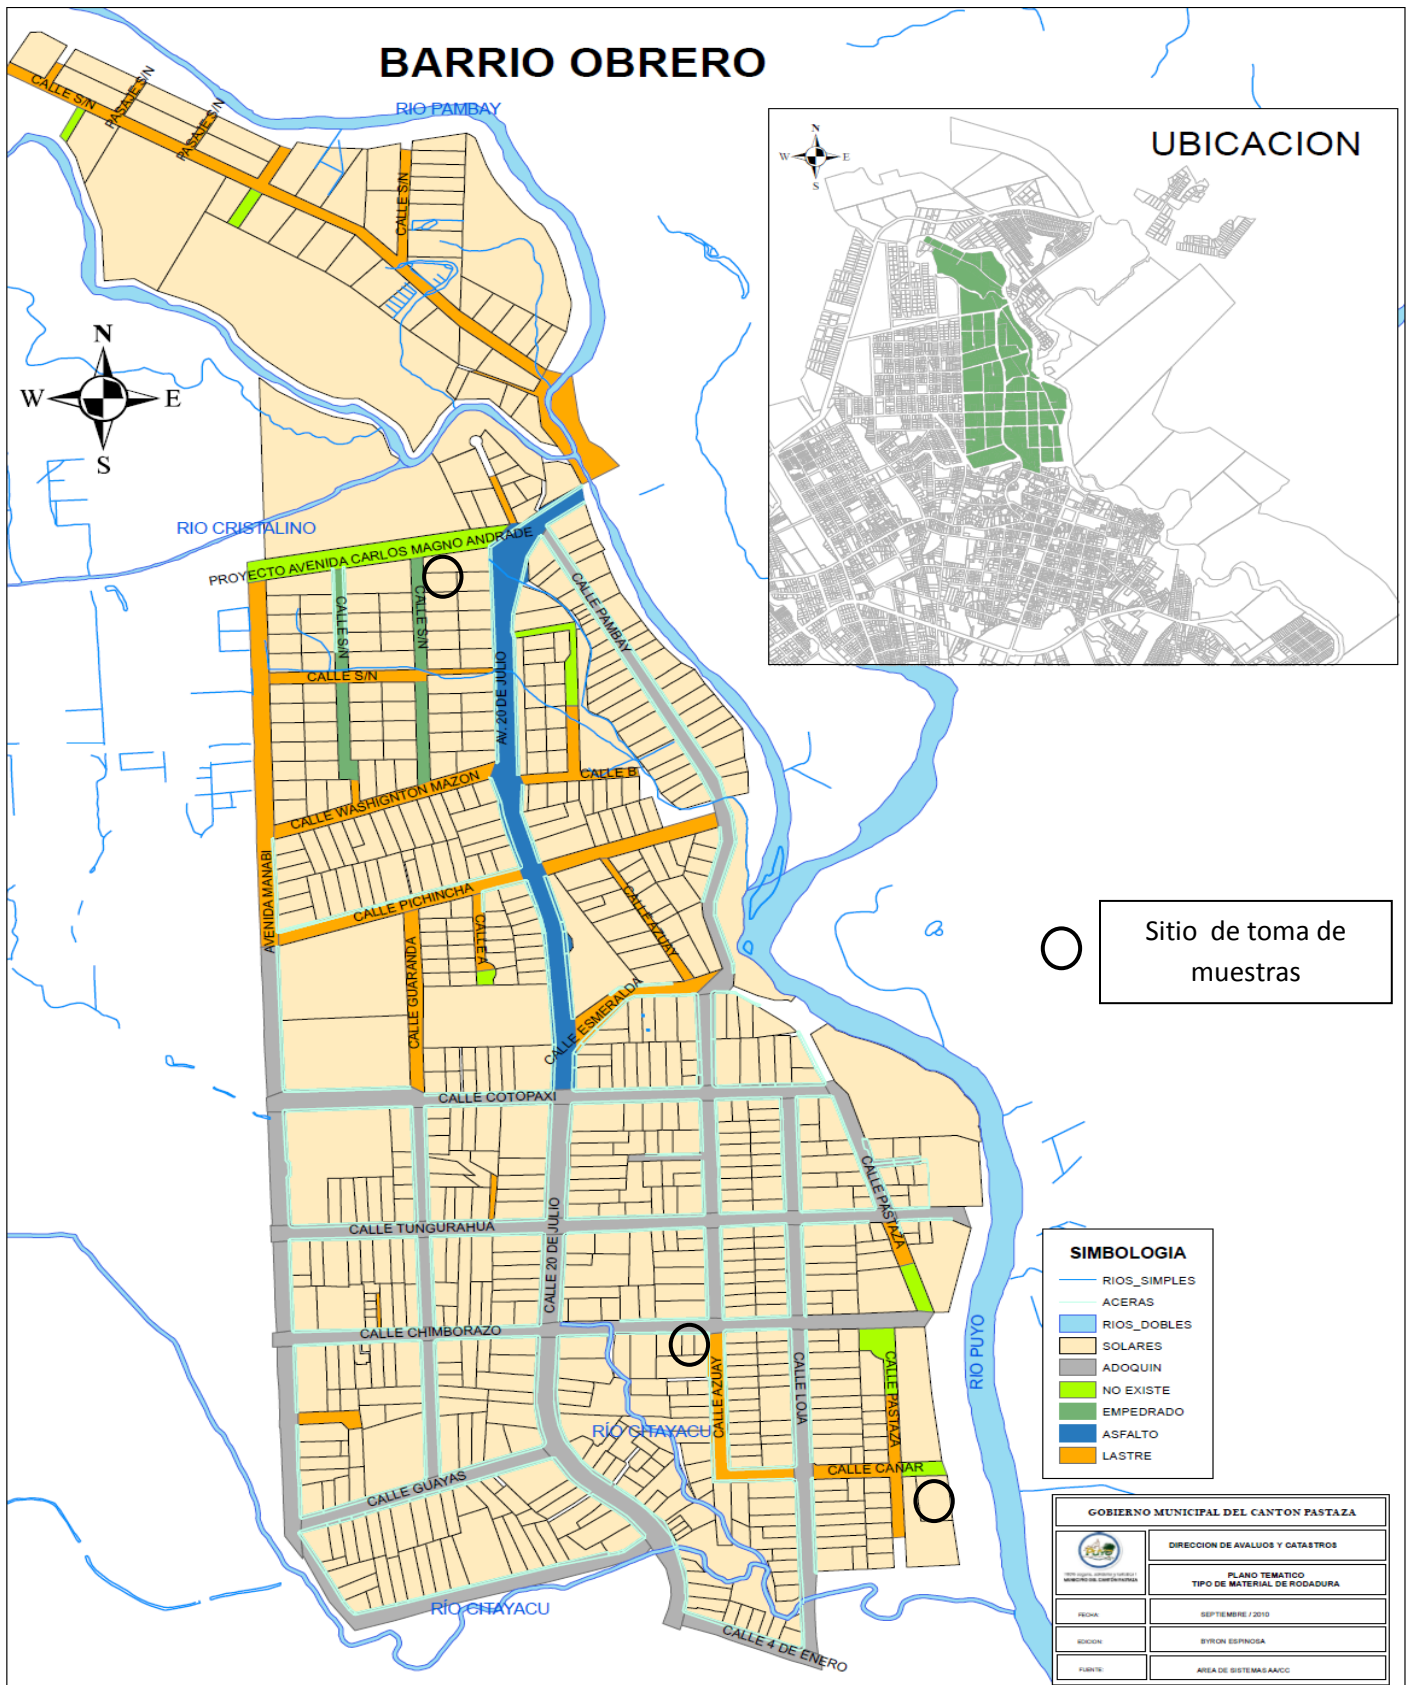 BARRIO OBRERO
RIO PAMBAY
CALLE S/N
PASAJE S/N
PASAJE S/N
CALLE S/N
UBICACION
N
W E
S
N
W E
S
RIO CRISTALINO
PROYECTO AVENIDA CARLOS MAGNO ANDRADE
CALLE S/N
CALLE S/N
CALLE PAMBAY
CALLE S/N
AV. 20 DE JULIO
CALLE B
CALLE WASHIGNTON MAZON
AVENIDA MANABI
CALLE PICHINCHA
CALLE A
CALLE GUARANDA
CALLE AZUAY
CALLE ESMERALDA
Sitio de toma de
muestras
CALLE COTOPAXI
CALLE PASTAZA
CALLE TUNGURAHUA
CALLE 20 DE JULIO
CALLE CHIMBORAZO
RIO PUYO
CALLE AZUAY
CALLE LOJA
CALLE PASTAZA
RÍO CITAYACU
CALLE CAÑAR
CALLE GUAYAS
RÍO CITAYACU
CALLE 4 DE ENERO
SIMBOLOGIA
RIOS_SIMPLES
ACERAS
RIOS_DOBLES
SOLARES
ADOQUIN
NO EXISTE
EMPEDRADO
ASFALTO
LASTRE
GOBIERNO MUNICIPAL DEL CANTON PASTAZA
DIRECCION DE AVALUOS Y CATASTROS
PLANO TEMATICO
TIPO DE MATERIAL DE RODADURA
FECHA: SEPTIEMBRE / 2010
EDICION: BYRON ESPINOSA
FUENTE: AREA DE SISTEMAS AA/CC